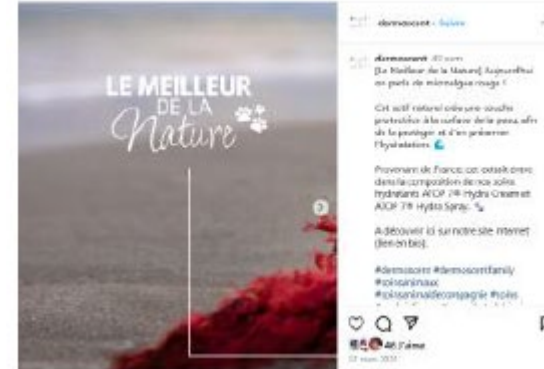 LE MEILLEUR
DE LA
Nature
dermoscent • Suivre
dermoscent
[Le Meilleur de la Nature] Aujourd'hui
on parle de microalgue rouge !
Cet actif naturel crée une couche
protectrice à la surface de la peau afin
de la protéger et d'en préserver
l'hydratation. 🌊
Provenant de France, cet extrait entre
dans la composition de nos soins
hydratants ATOP 7® Hydra Cream et
ATOP 7® Hydra Spray.
A découvrir ici sur notre site internet
(lien en bio).
#dermoscent #dermoscentfamily
#soinsanimaux
#soinsanimaldecompagnie #soins
46 J'aime